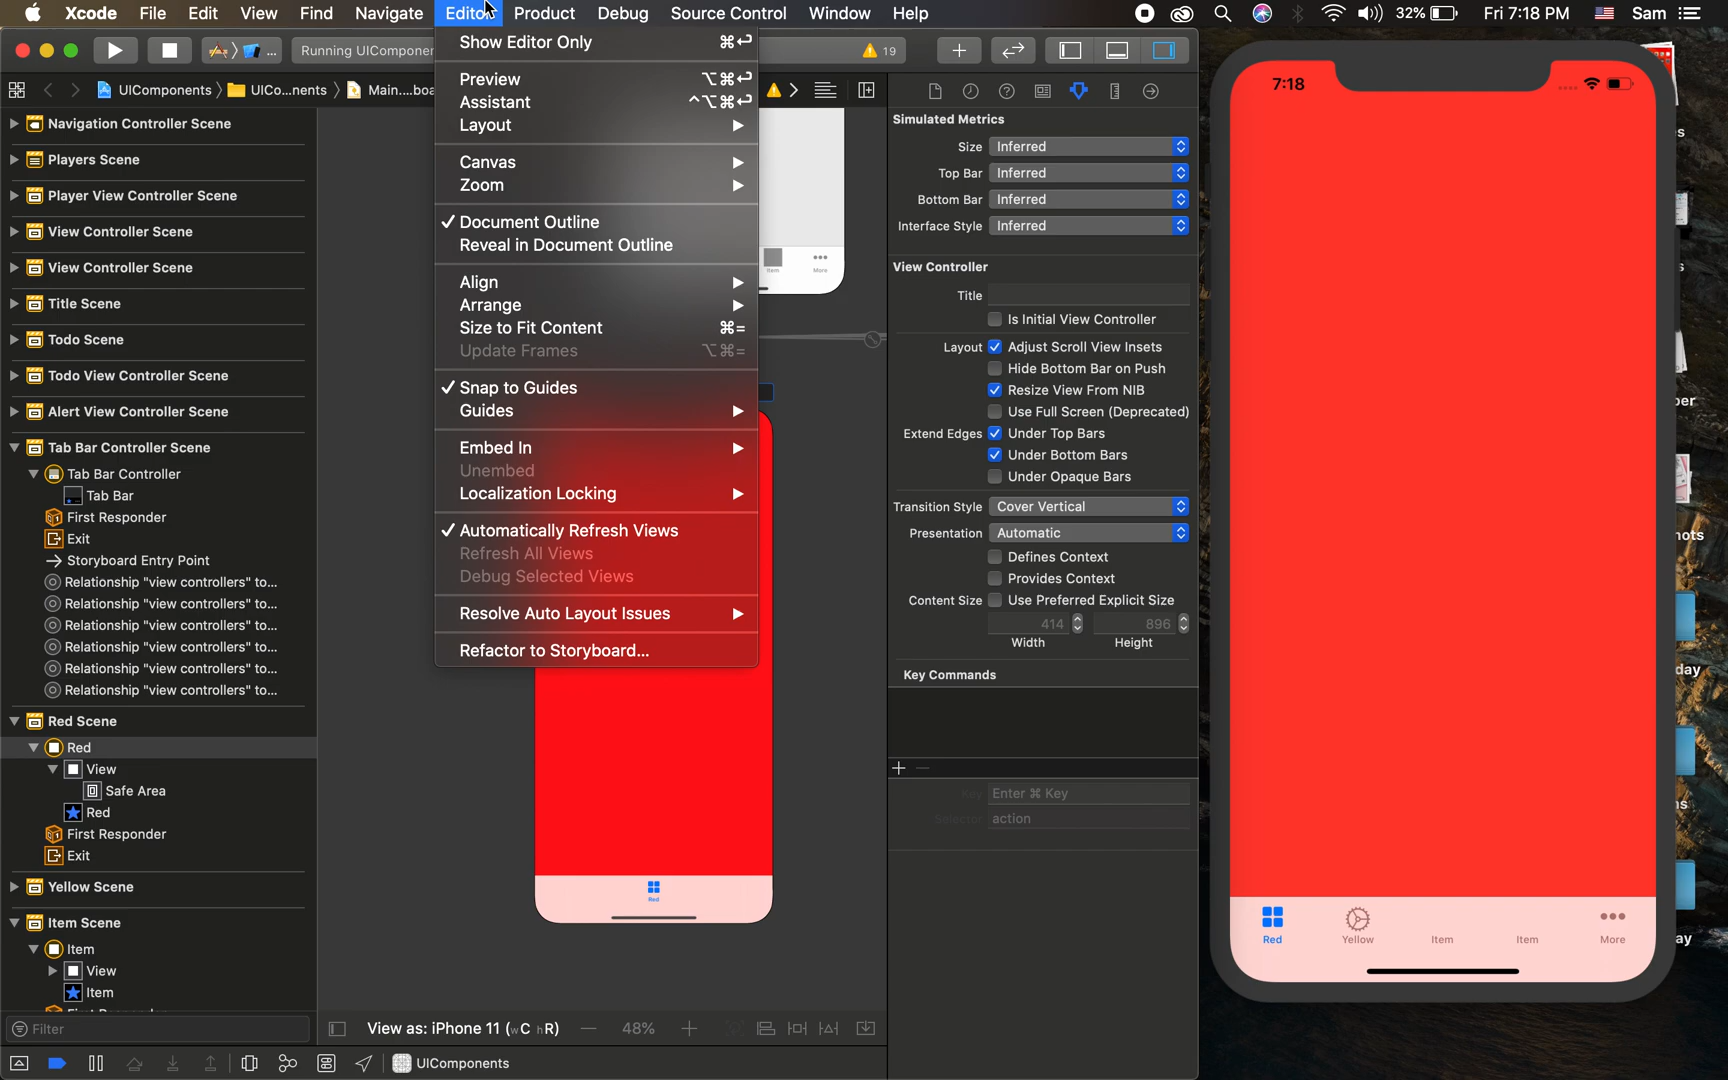 Xcode File Edit View Find Navigate Editor Product Debug Source Control Window Help 32% Fri 7:18 PM Sam
Running UIComponer 19
UIComponents UICo...nents Main....boa
Navigation Controller Scene
Players Scene
Player View Controller Scene
View Controller Scene
View Controller Scene
Title Scene
Todo Scene
Todo View Controller Scene
Alert View Controller Scene
Tab Bar Controller Scene
Tab Bar Controller
Tab Bar
First Responder
Exit
Storyboard Entry Point
Relationship "view controllers" to...
Relationship "view controllers" to...
Relationship "view controllers" to...
Relationship "view controllers" to...
Relationship "view controllers" to...
Relationship "view controllers" to...
Red Scene
Red
View
Safe Area
Red
First Responder
Exit
Yellow Scene
Item Scene
Item
View
Item
Filter
Show Editor Only ⌘↩
Preview ⌥⌘↩
Assistant ^⌥⌘↩
Layout
Canvas
Zoom
✓ Document Outline
Reveal in Document Outline
Align
Arrange
Size to Fit Content ⌘=
Update Frames ⌥⌘=
✓ Snap to Guides
Guides
Embed In
Unembed
Localization Locking
✓ Automatically Refresh Views
Refresh All Views
Debug Selected Views
Resolve Auto Layout Issues
Refactor to Storyboard...
Item More
Red
View as: iPhone 11 (wC hR) — 48% +
UIComponents
Simulated Metrics
Size Inferred
Top Bar Inferred
Bottom Bar Inferred
Interface Style Inferred
View Controller
Title
Is Initial View Controller
Layout Adjust Scroll View Insets
Hide Bottom Bar on Push
Resize View From NIB
Use Full Screen (Deprecated)
Extend Edges Under Top Bars
Under Bottom Bars
Under Opaque Bars
Transition Style Cover Vertical
Presentation Automatic
Defines Context
Provides Context
Content Size Use Preferred Explicit Size
414 896
Width Height
Key Commands
Key Enter ⌘ Key
Selector action
7:18
Red Yellow Item Item More
s
s
er
nots
day
ns
ay